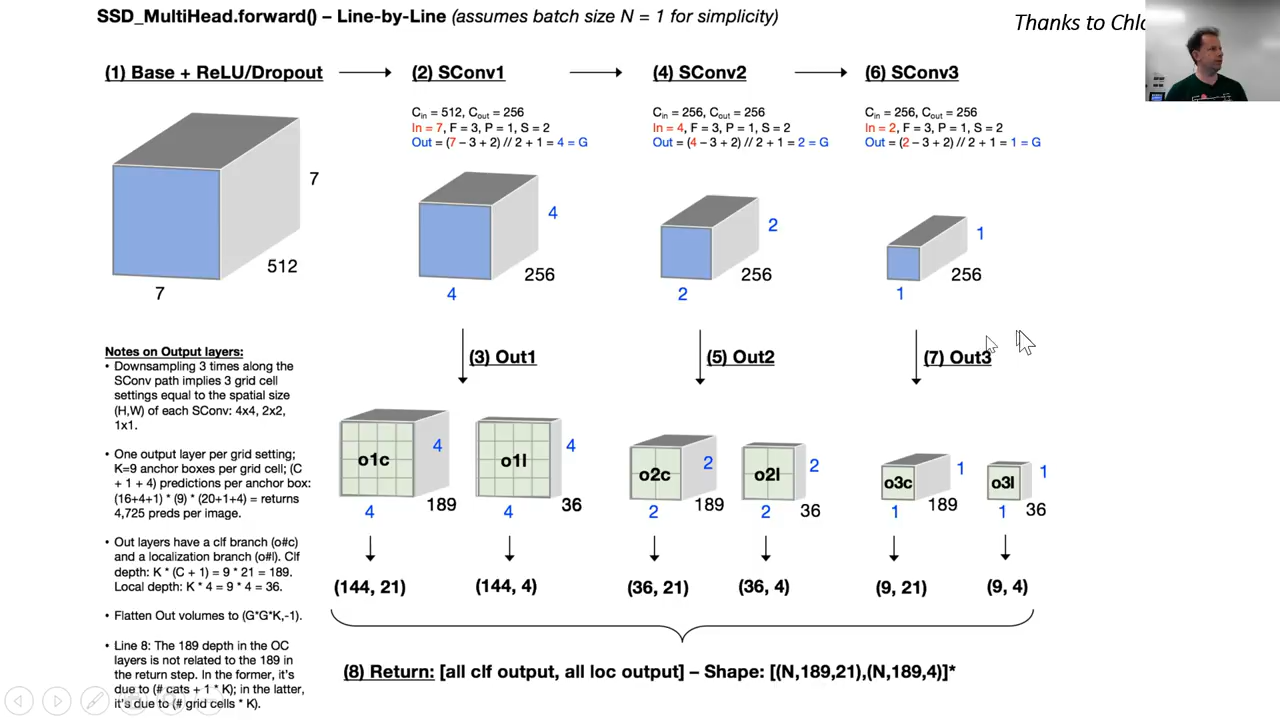 SSD_MultiHead.forward() – Line-by-Line (assumes batch size N = 1 for simplicity)
Thanks to
(1) Base + ReLU/Dropout
(2) SConv1
(4) SConv2
(6) SConv3
Cin = 512, Cout = 256
In = 7, F = 3, P = 1, S = 2
Out = (7 – 3 + 2) // 2 + 1 = 4 = G
Cin = 256, Cout = 256
In = 4, F = 3, P = 1, S = 2
Out = (4 – 3 + 2) // 2 + 1 = 2 = G
Cin = 256, Cout = 256
In = 2, F = 3, P = 1, S = 2
Out = (2 – 3 + 2) // 2 + 1 = 1 = G
7
512
7
4
256
4
2
256
2
1
256
1
Notes on Output layers:
• Downsampling 3 times along the
SConv path implies 3 grid cell
settings equal to the spatial size
(H,W) of each SConv: 4x4, 2x2,
1x1.
• One output layer per grid setting;
K=9 anchor boxes per grid cell; (C
+ 1 + 4) predictions per anchor box:
(16+4+1) * (9) * (20+1+4) = returns
4,725 preds per image.
• Out layers have a clf branch (o#c)
and a localization branch (o#l). Clf
depth: K * (C + 1) = 9 * 21 = 189.
Local depth: K * 4 = 9 * 4 = 36.
• Flatten Out volumes to (G*G*K,-1).
• Line 8: The 189 depth in the OC
layers is not related to the 189 in
the return step. In the former, it's
due to (# cats + 1 * K); in the latter,
it's due to (# grid cells * K).
(3) Out1
(5) Out2
(7) Out3
o1c
4
189
4
o1l
4
36
4
o2c
2
189
2
o2l
2
36
2
o3c
1
189
1
o3l
1
36
1
(144, 21)
(144, 4)
(36, 21)
(36, 4)
(9, 21)
(9, 4)
(8) Return: [all clf output, all loc output] – Shape: [(N,189,21),(N,189,4)]*